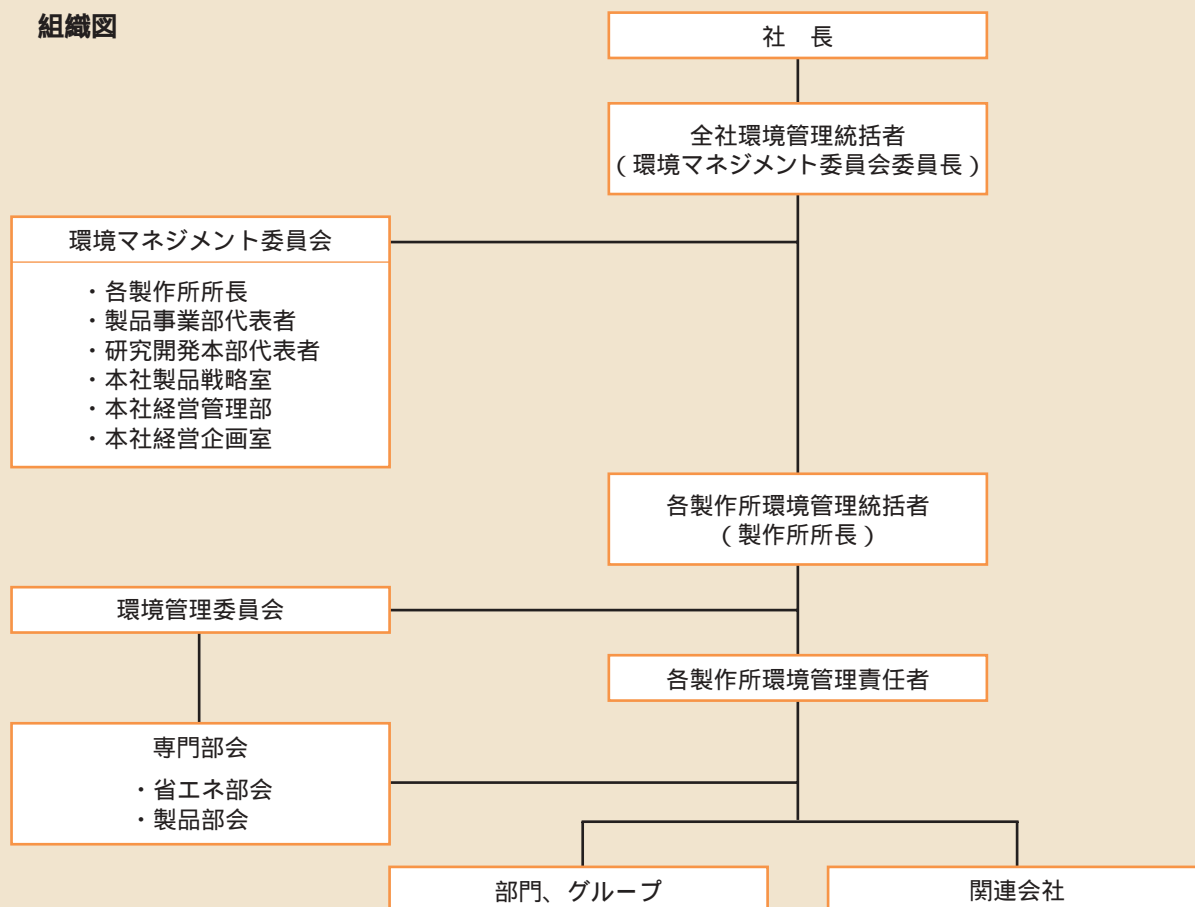 組織図
社 長
全社環境管理統括者
（環境マネジメント委員会委員長）
環境マネジメント委員会
・各製作所所長
・製品事業部代表者
・研究開発本部代表者
・本社製品戦略室
・本社経営管理部
・本社経営企画室
各製作所環境管理統括者
（製作所所長）
環境管理委員会
各製作所環境管理責任者
専門部会
・省エネ部会
・製品部会
部門、グループ
関連会社